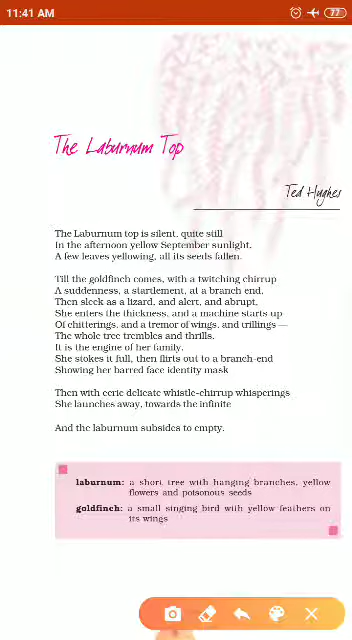 11:41 AM
77
The Laburnum Top
Ted Hughes
The Laburnum top is silent, quite still
In the afternoon yellow September sunlight,
A few leaves yellowing, all its seeds fallen.
Till the goldfinch comes, with a twitching chirrup
A suddenness, a startlement, at a branch end.
Then sleek as a lizard, and alert, and abrupt,
She enters the thickness, and a machine starts up
Of chitterings, and a tremor of wings, and trillings —
The whole tree trembles and thrills.
It is the engine of her family.
She stokes it full, then flirts out to a branch-end
Showing her barred face identity mask
Then with eerie delicate whistle-chirrup whisperings
She launches away, towards the infinite
And the laburnum subsides to empty.
laburnum: a short tree with hanging branches, yellow
flowers and poisonous seeds
goldfinch: a small singing bird with yellow feathers on
its wings